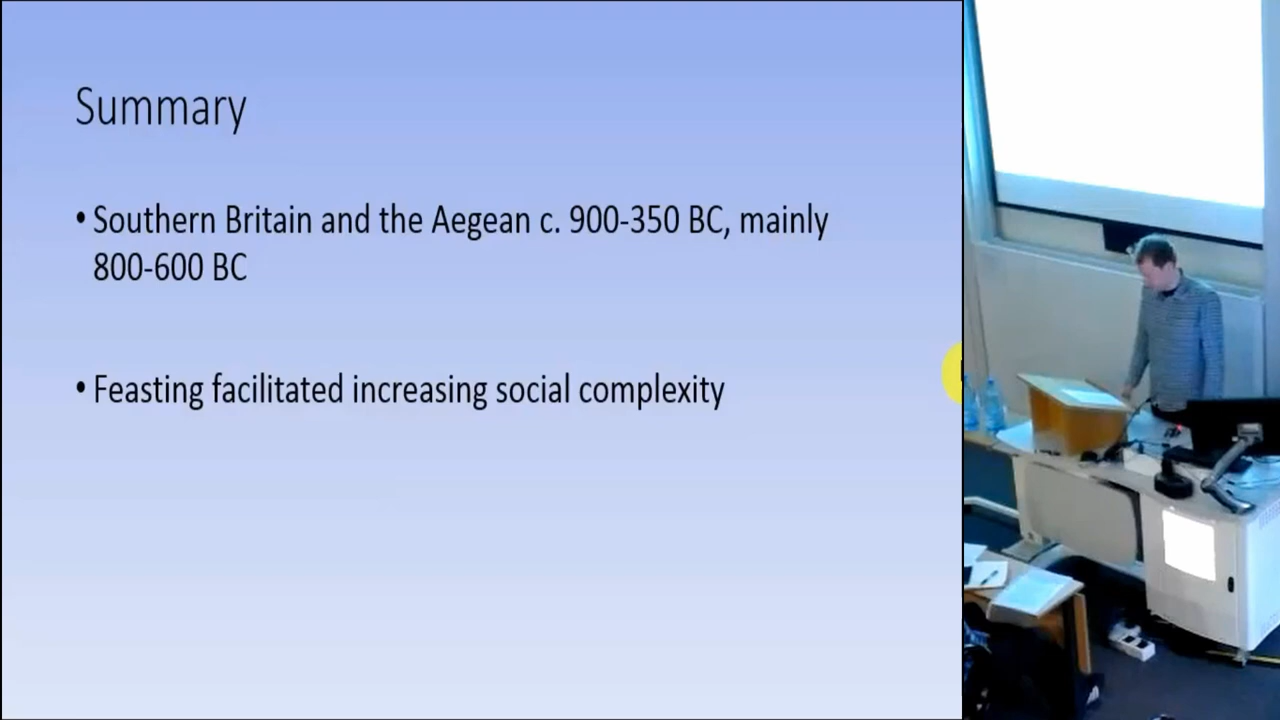 Summary
• Southern Britain and the Aegean c. 900-350 BC, mainly
800-600 BC
• Feasting facilitated increasing social complexity